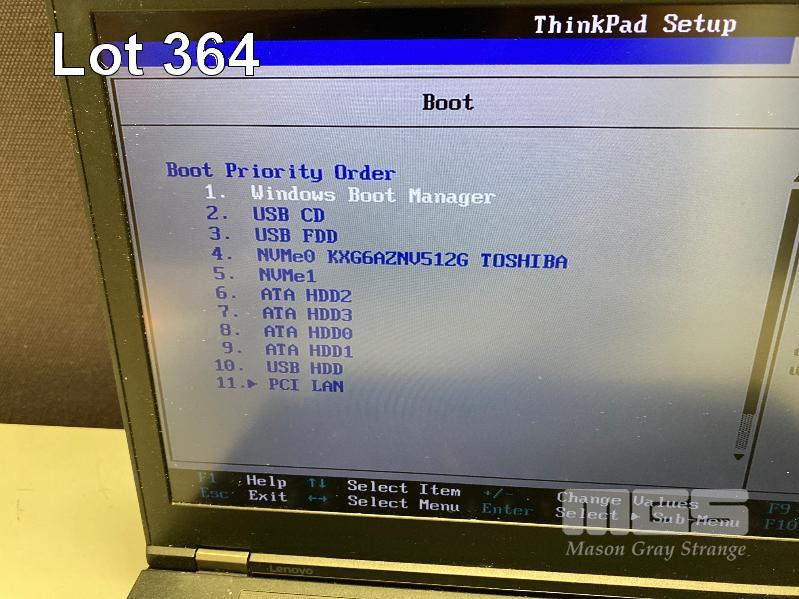 ThinkPad Setup
Lot 364
Boot
Boot Priority Order
1. Windows Boot Manager
2. USB CD
3. USB FDD
4. NVMe0 KXG6AZNV512G TOSHIBA
5. NVMe1
6. ATA HDD2
7. ATA HDD3
8. ATA HDD0
9. ATA HDD1
10. USB HDD
11.▸ PCI LAN
F1 Help ↑↓ Select Item +/- Change Values F9
Esc Exit ←→ Select Menu Enter Select ▸ Sub-Menu F10
MGS
Mason Gray Strange
Lenovo